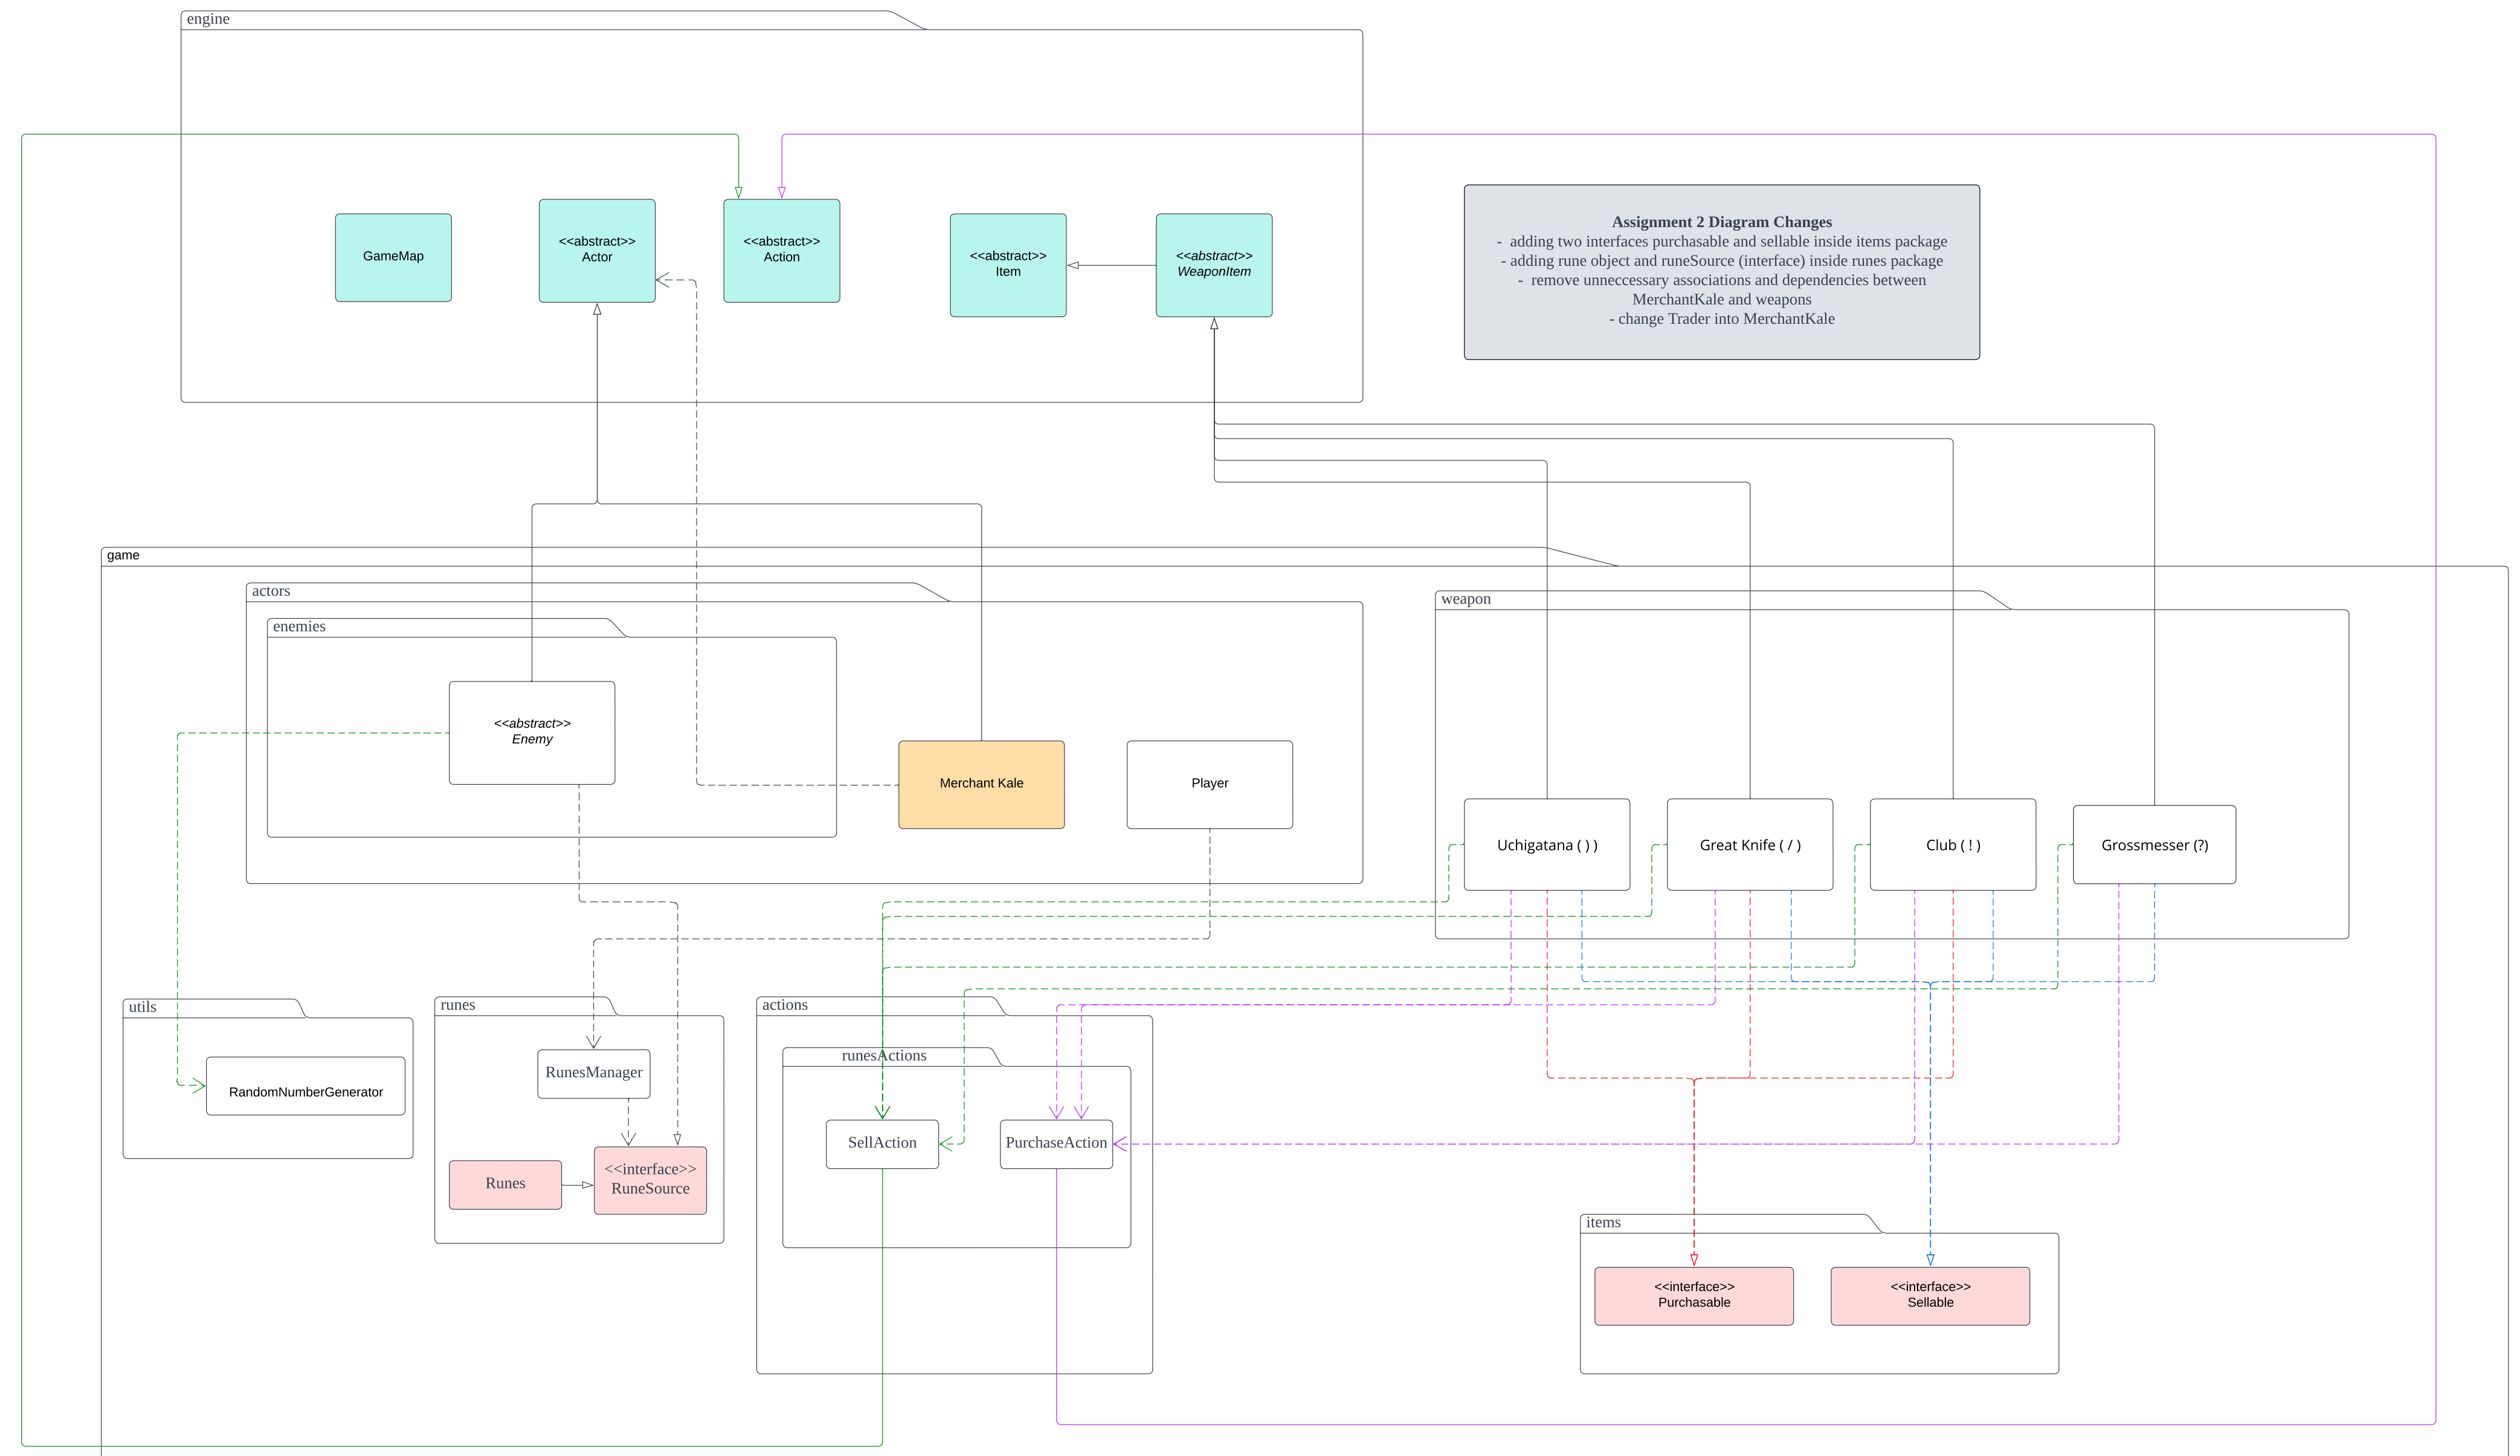 engine
GameMap
<<abstract>>
Actor
<<abstract>>
Action
<<abstract>>
Item
<<abstract>>
WeaponItem
Assignment 2 Diagram Changes
- adding two interfaces purchasable and sellable inside items package
- adding rune object and runeSource (interface) inside runes package
- remove unneccessary associations and dependencies between
MerchantKale and weapons
- change Trader into MerchantKale
game
actors
enemies
<<abstract>>
Enemy
Merchant Kale
Player
weapon
Uchigatana ( ) )
Great Knife ( / )
Club ( ! )
Grossmesser (?)
utils
RandomNumberGenerator
runes
RunesManager
Runes
<<interface>>
RuneSource
actions
runesActions
SellAction
PurchaseAction
items
<<interface>>
Purchasable
<<interface>>
Sellable